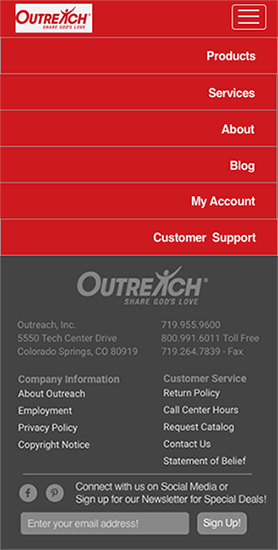 OUTREACH
SHARE GOD'S LOVE
Products
Services
About
Blog
My Account
Customer Support
OUTREACH®
SHARE GOD'S LOVE
Outreach, Inc.
5550 Tech Center Drive
Colorado Springs, CO 80919
719.955.9600
800.991.6011 Toll Free
719.264.7839 - Fax
Company Information
About Outreach
Employment
Privacy Policy
Copyright Notice
Customer Service
Return Policy
Call Center Hours
Request Catalog
Contact Us
Statement of Belief
Connect with us on Social Media or
Sign up for our Newsletter for Special Deals!
Enter your email address!
Sign Up!